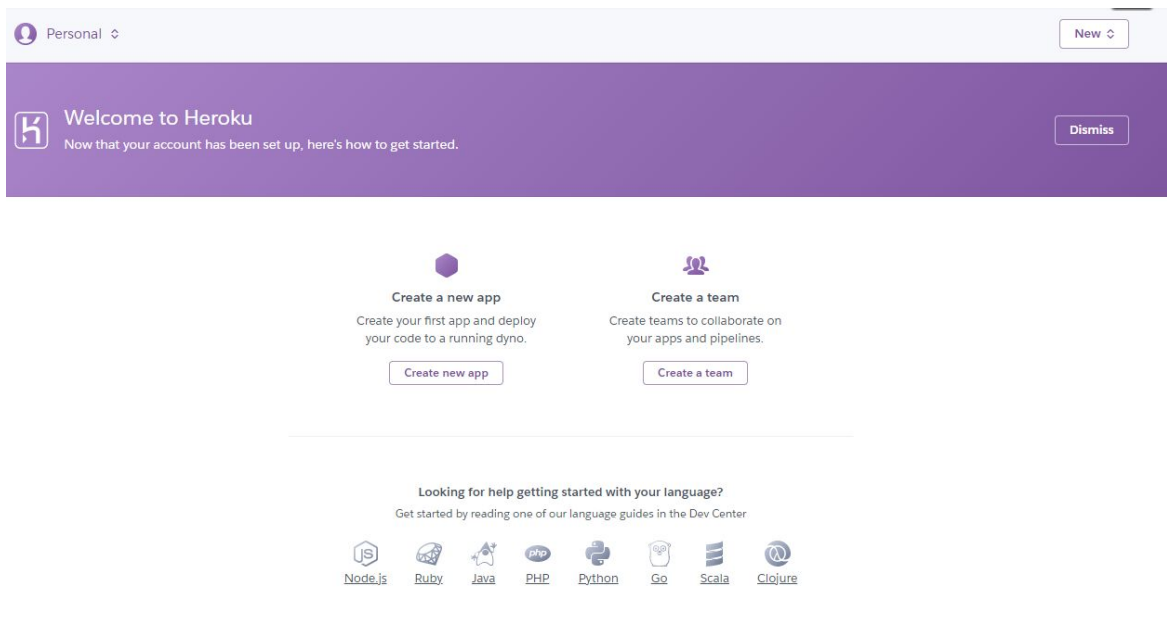 Personal
New
Welcome to Heroku
Now that your account has been set up, here's how to get started.
Dismiss
Create a new app
Create your first app and deploy
your code to a running dyno.
Create new app
Create a team
Create teams to collaborate on
your apps and pipelines.
Create a team
Looking for help getting started with your language?
Get started by reading one of our language guides in the Dev Center
JS
php
Node.js Ruby Java PHP Python Go Scala Clojure